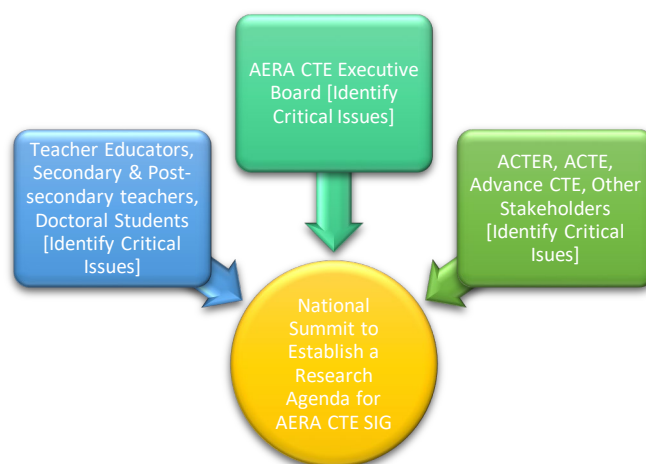 AERA CTE Executive
Board [Identify
Critical Issues]
Teacher Educators,
Secondary & Post-
secondary teachers,
Doctoral Students
[Identify Critical
Issues]
ACTER, ACTE,
Advance CTE, Other
Stakeholders
[Identify Critical
Isues]
National
Summit to
Establish a
Research
Agenda for
AERA CTE SIG